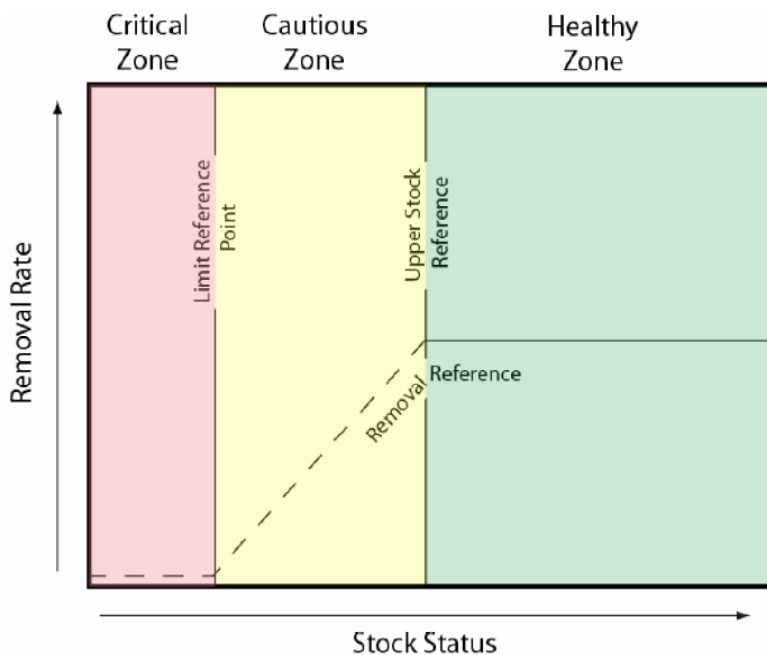 Critical
Zone
Cautious
Zone
Healthy
Zone
Removal Rate
Limit Reference
Point
Upper Stock
Reference
Removal Reference
Stock Status